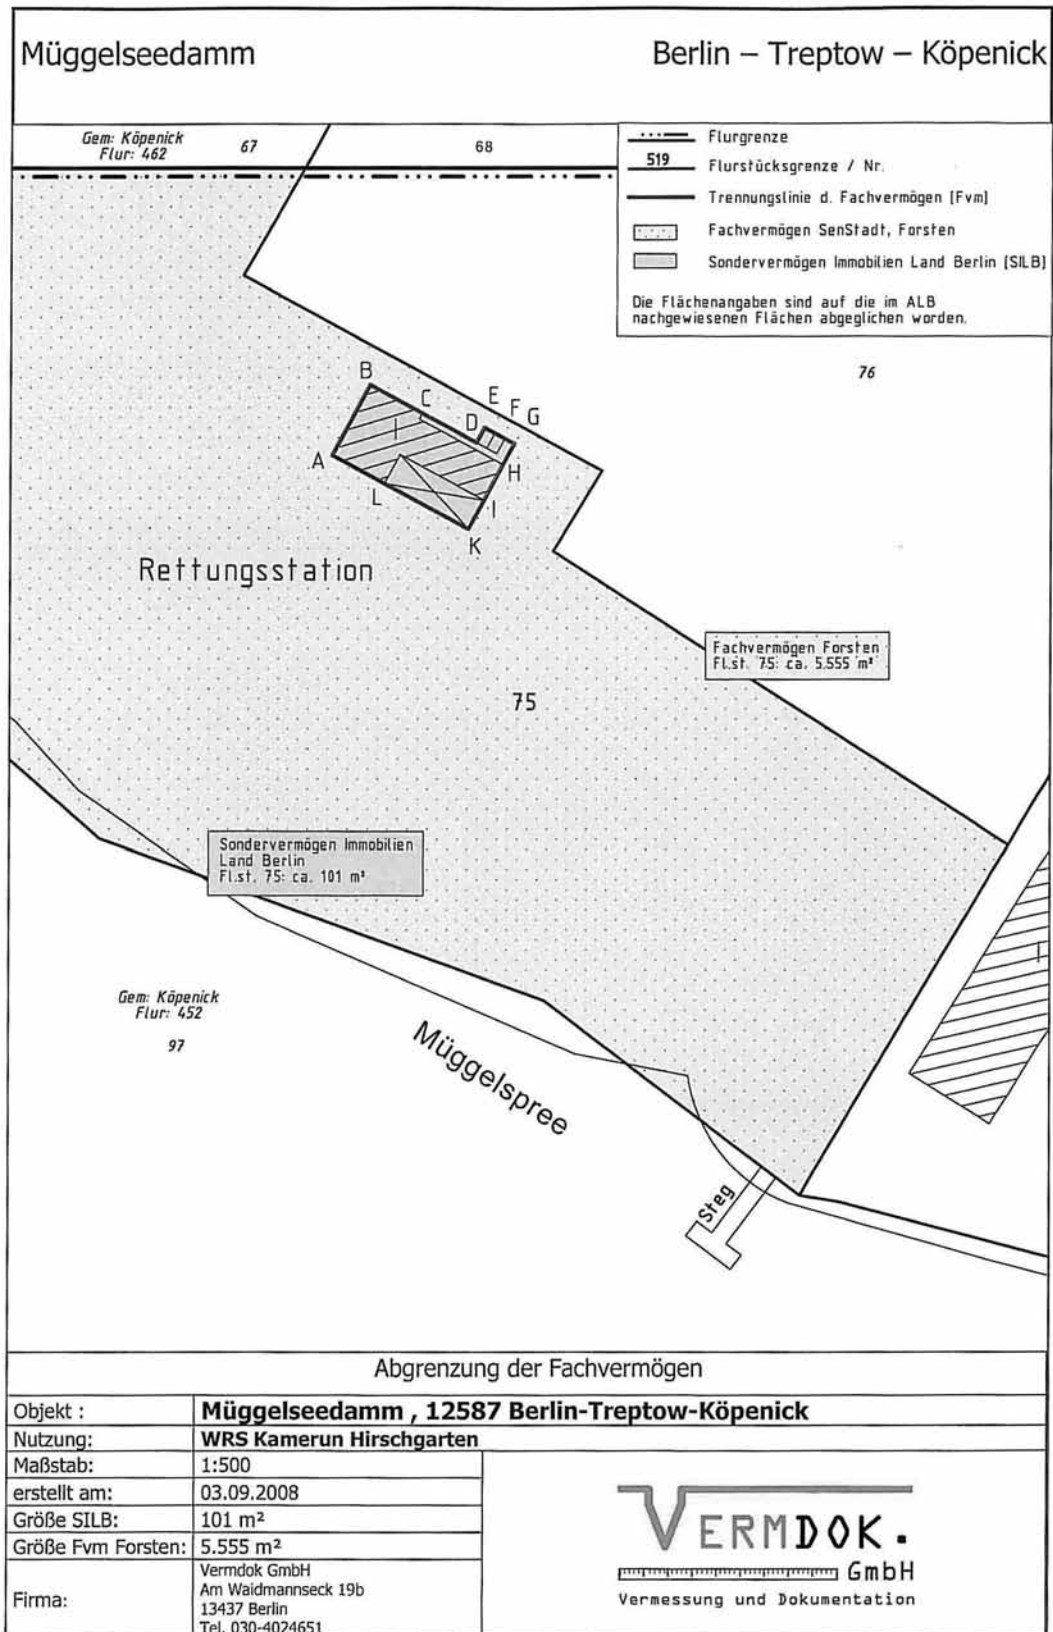 Müggelseedamm
Berlin – Treptow – Köpenick
Gem: Köpenick
Flur: 462
67
68
Flurgrenze
519
Flurstücksgrenze / Nr.
Trennungslinie d. Fachvermögen (Fvm)
Fachvermögen SenStadt, Forsten
Sondervermögen Immobilien Land Berlin (SILB)
Die Flächenangaben sind auf die im ALB
nachgewiesenen Flächen abgeglichen worden.
76
B
C
E
F
G
D
I
A
H
L
I
K
Rettungsstation
Fachvermögen Forsten
Fl.st. 75: ca. 5.555 m²
75
Sondervermögen Immobilien
Land Berlin
Fl.st. 75: ca. 101 m²
I
Gem: Köpenick
Flur: 452
97
Müggelspree
Steg
Abgrenzung der Fachvermögen
Objekt :
Müggelseedamm , 12587 Berlin-Treptow-Köpenick
Nutzung:
WRS Kamerun Hirschgarten
Maßstab:
1:500
erstellt am:
03.09.2008
Größe SILB:
101 m²
Größe Fvm Forsten:
5.555 m²
Firma:
Vermdok GmbH
Am Waidmannseck 19b
13437 Berlin
Tel. 030-4024651
VERMDOK.
GmbH
Vermessung und Dokumentation